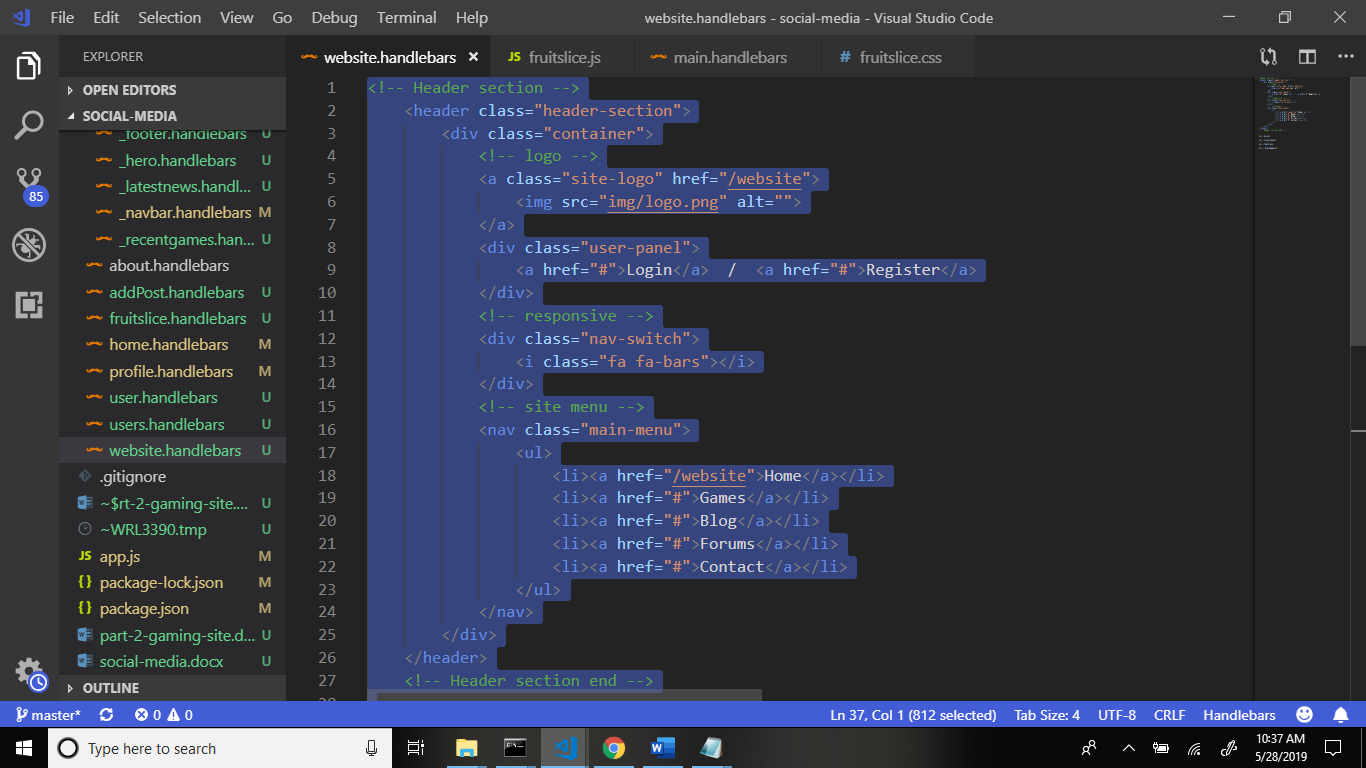 File Edit Selection View Go Debug Terminal Help website.handlebars - social-media - Visual Studio Code
EXPLORER
OPEN EDITORS
SOCIAL-MEDIA
_footer.handlebars U
_hero.handlebars U
_latestnews.handl... U
_navbar.handlebars M
_recentgames.han... U
about.handlebars
addPost.handlebars U
fruitslice.handlebars U
home.handlebars M
profile.handlebars M
user.handlebars U
users.handlebars U
website.handlebars U
.gitignore
~$rt-2-gaming-site.... U
~WRL3390.tmp U
JS app.js M
{} package-lock.json M
{} package.json M
part-2-gaming-site.d... U
social-media.docx U
OUTLINE
85
website.handlebars × JS fruitslice.js main.handlebars # fruitslice.css
1 <!-- Header section -->
2 <header class="header-section">
3 <div class="container">
4 <!-- logo -->
5 <a class="site-logo" href="/website">
6 <img src="img/logo.png" alt="">
7 </a>
8 <div class="user-panel">
9 <a href="#">Login</a> / <a href="#">Register</a>
10 </div>
11 <!-- responsive -->
12 <div class="nav-switch">
13 <i class="fa fa-bars"></i>
14 </div>
15 <!-- site menu -->
16 <nav class="main-menu">
17 <ul>
18 <li><a href="/website">Home</a></li>
19 <li><a href="#">Games</a></li>
20 <li><a href="#">Blog</a></li>
21 <li><a href="#">Forums</a></li>
22 <li><a href="#">Contact</a></li>
23 </ul>
24 </nav>
25 </div>
26 </header>
27 <!-- Header section end -->
master* 0 0 Ln 37, Col 1 (812 selected) Tab Size: 4 UTF-8 CRLF Handlebars
Type here to search
10:37 AM
5/28/2019